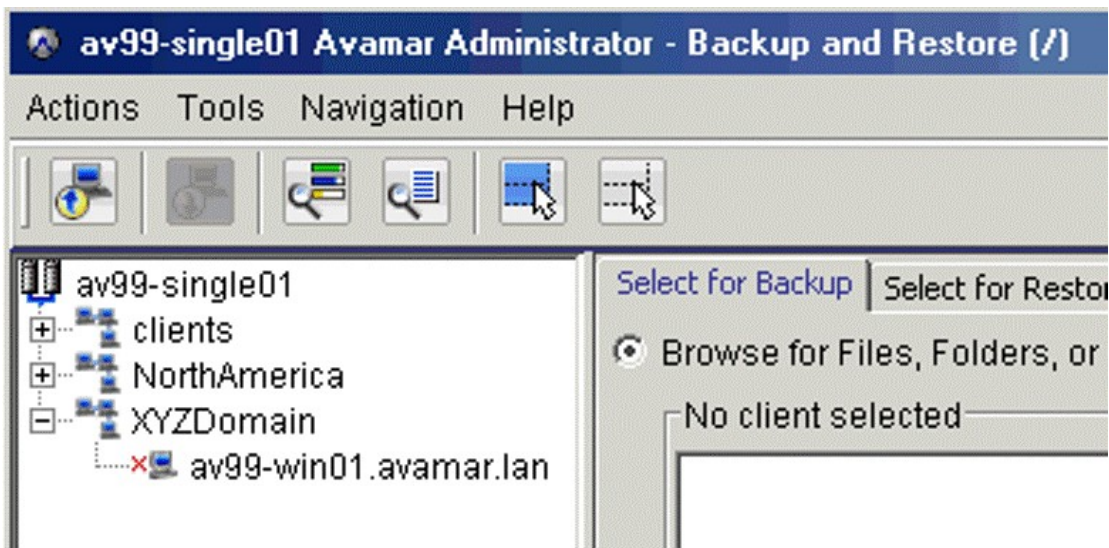 av99-single01 Avamar Administrator - Backup and Restore (/)
Actions Tools Navigation Help
av99-single01
clients
NorthAmerica
XYZDomain
av99-win01.avamar.lan
Select for Backup Select for Restor
Browse for Files, Folders, or
No client selected